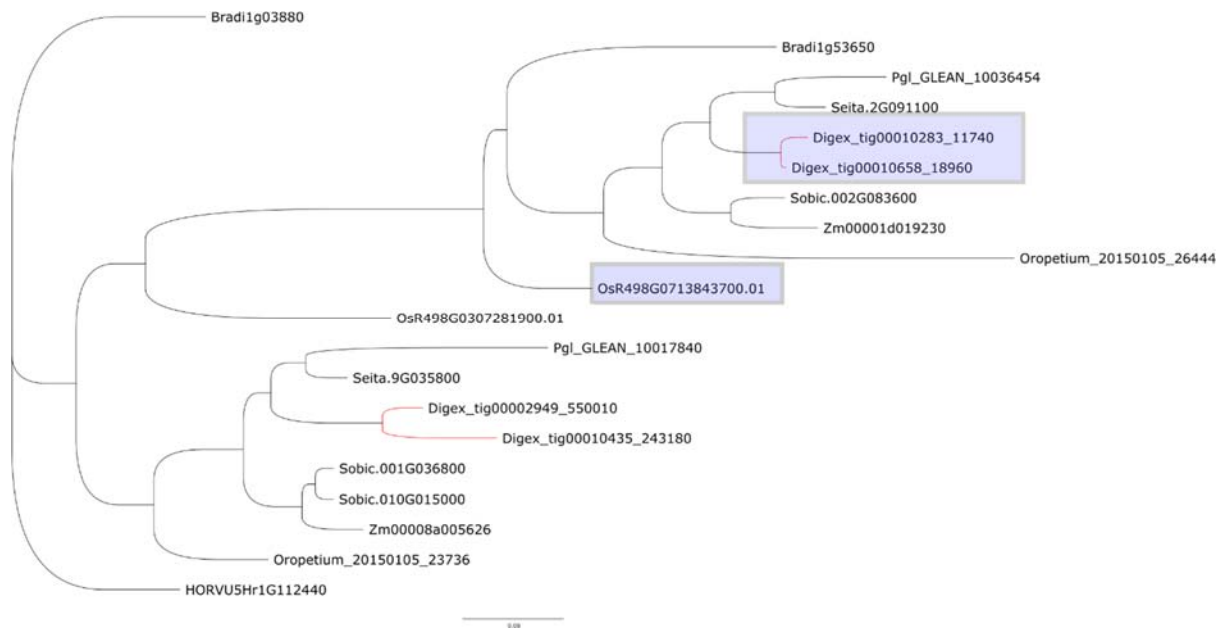 Bradi1g03880
Bradi1g53650
Pgl_GLEAN_10036454
Seita.2G091100
Digex_tig00010283_11740
Digex_tig00010658_18960
Sobic.002G083600
Zm00001d019230
Oropetium_20150105_26444
OsR498G0713843700.01
OsR498G0307281900.01
Pgl_GLEAN_10017840
Seita.9G035800
Digex_tig00002949_550010
Digex_tig00010435_243180
Sobic.001G036800
Sobic.010G015000
Zm00008a005626
Oropetium_20150105_23736
HORVU5Hr1G112440